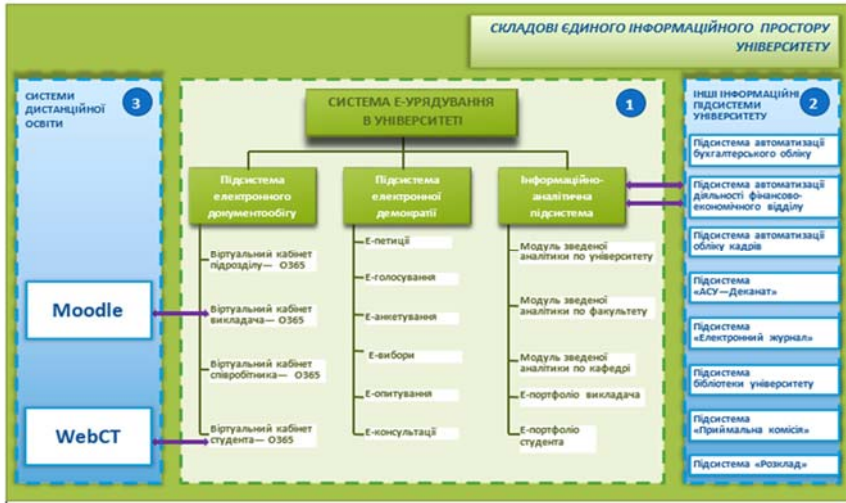 СКЛАДОВІ ЄДИНОГО ІНФОРМАЦІЙНОГО ПРОСТОРУ
УНІВЕРСИТЕТУ
СИСТЕМИ
ДИСТАНЦІЙНОЇ
ОСВІТИ
3
Moodle
WebCT
1
СИСТЕМА Е-УРЯДУВАННЯ
В УНІВЕРСИТЕТІ
Підсистема
електронного
документообігу
Віртуальний кабінет
підрозділу— О365
Віртуальний кабінет
викладача— О365
Віртуальний кабінет
співробітника— О365
Віртуальний кабінет
студента— О365
Підсистема
електронної
демократії
Е-петиції
Е-голосування
Е-анкетування
Е-вибори
Е-опитування
Е-консультації
Інформаційно-
аналітична
підсистема
Модуль зведеної
аналітики по університету
Модуль зведеної
аналітики по факультету
Модуль зведеної
аналітики по кафедрі
Е-портфоліо викладача
Е-портфоліо
студента
ІНШІ ІНФОРМАЦІЙНІ
ПІДСИСТЕМИ
УНІВЕРСИТЕТУ
2
Підсистема автоматизації
бухгалтерського обліку
Підсистема автоматизації
діяльності фінансово-
економічного відділу
Підсистема автоматизації
обліку кадрів
Підсистема
«АСУ—Деканат»
Підсистема
«Електронний журнал»
Підсистема
бібліотеки університету
Підсистема
«Приймальна комісія»
Підсистема «Розклад»